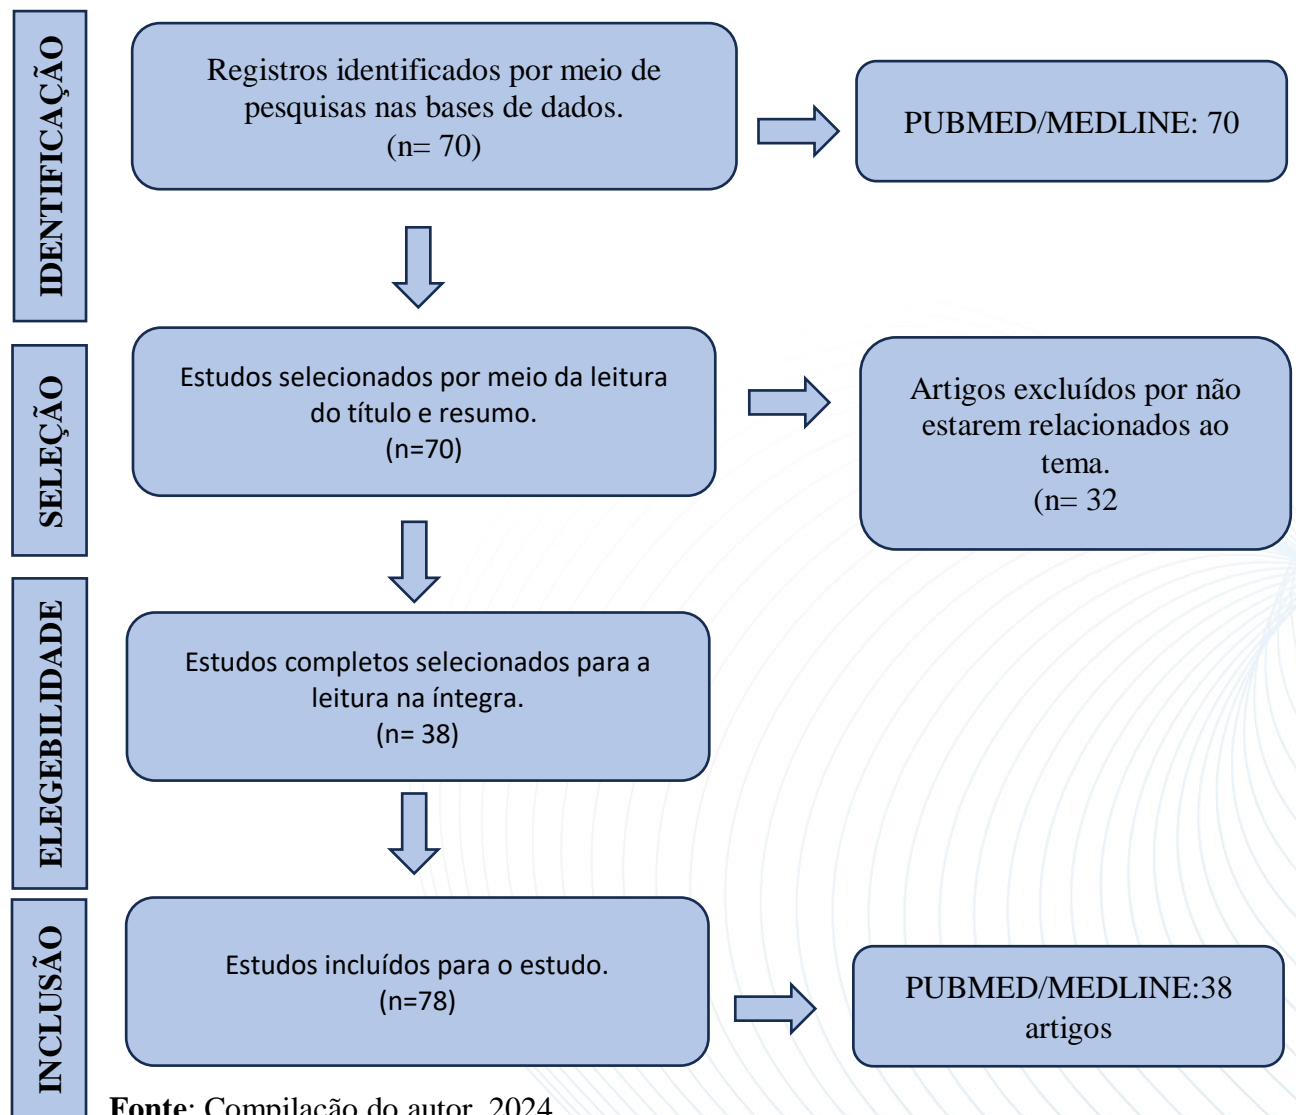 IDENTIFICAÇÃO
Registros identificados por meio de
pesquisas nas bases de dados.
(n= 70)
PUBMED/MEDLINE: 70
SELEÇÃO
Estudos selecionados por meio da leitura
do título e resumo.
(n=70)
Artigos excluídos por não
estarem relacionados ao
tema.
(n= 32
ELEGEBILIDADE
Estudos completos selecionados para a
leitura na íntegra.
(n= 38)
INCLUSÃO
Estudos incluídos para o estudo.
(n=78)
PUBMED/MEDLINE:38
artigos
Fonte: Compilação do autor, 2024